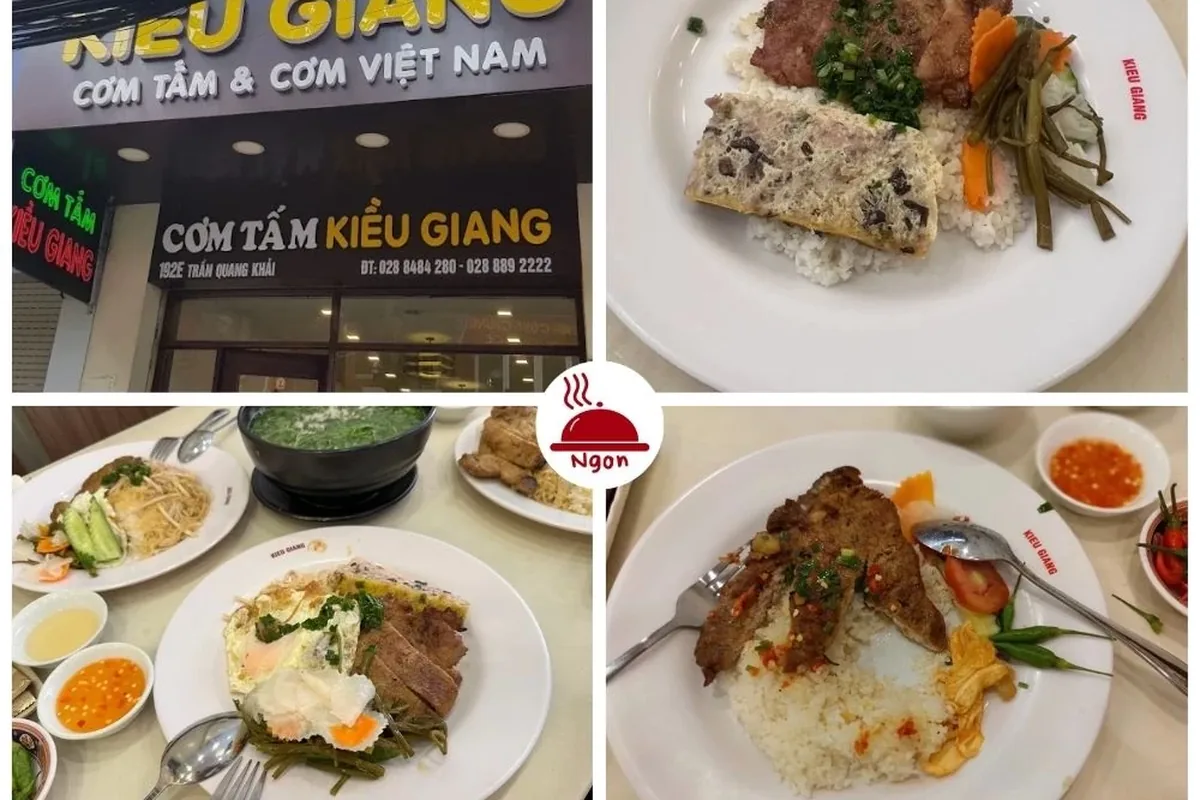 KIỀU GIANG
CƠM TẤM & CƠM VIỆT NAM
CƠM TẤM
KIỀU GIANG
CƠM TẤM KIỀU GIANG
192E TRẦN QUANG KHẢI ĐT: 028 8484 280 - 028 889 2222
KIEU GIANG
Ngon
KIEU GIANG
KIEU GIANG